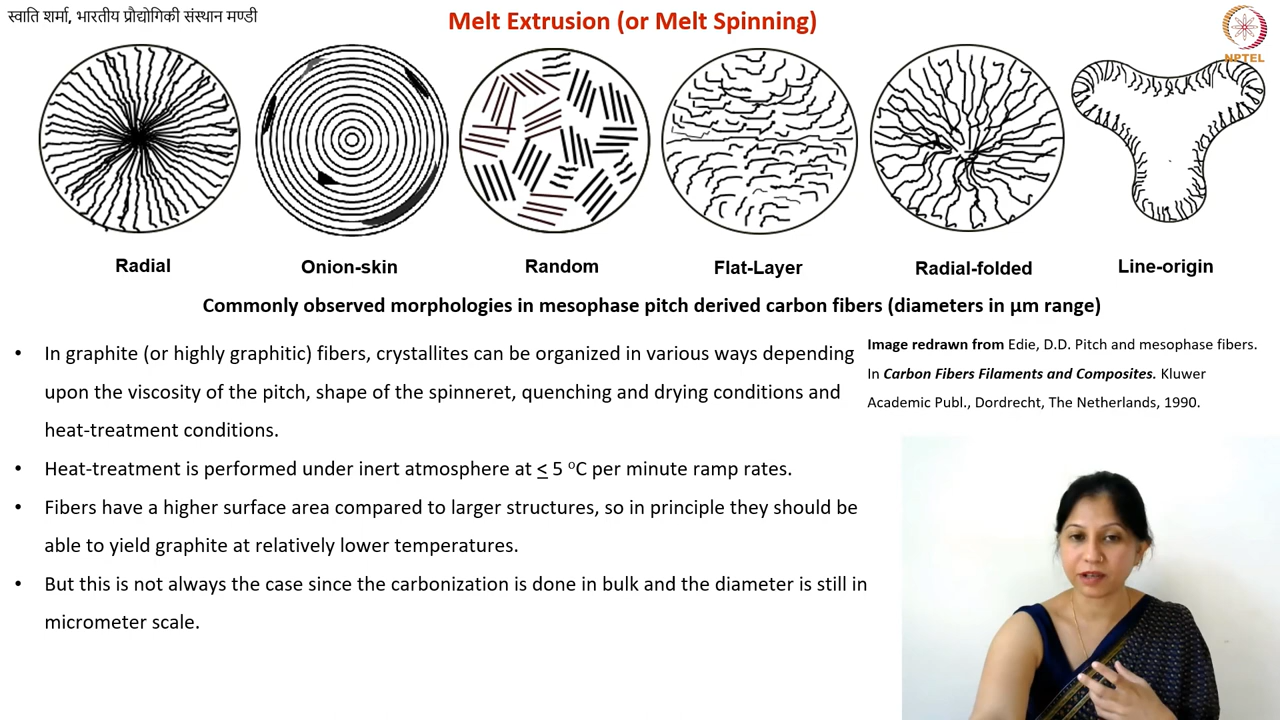 स्वाति शर्मा, भारतीय प्रौद्योगिकी संस्थान मण्डी
Melt Extrusion (or Melt Spinning)
NPTEL
Radial
Onion-skin
Random
Flat-Layer
Radial-folded
Line-origin
Commonly observed morphologies in mesophase pitch derived carbon fibers (diameters in µm range)
• In graphite (or highly graphitic) fibers, crystallites can be organized in various ways depending
upon the viscosity of the pitch, shape of the spinneret, quenching and drying conditions and
heat-treatment conditions.
• Heat-treatment is performed under inert atmosphere at ≤ 5 °C per minute ramp rates.
• Fibers have a higher surface area compared to larger structures, so in principle they should be
able to yield graphite at relatively lower temperatures.
• But this is not always the case since the carbonization is done in bulk and the diameter is still in
micrometer scale.
Image redrawn from Edie, D.D. Pitch and mesophase fibers.
In Carbon Fibers Filaments and Composites. Kluwer
Academic Publ., Dordrecht, The Netherlands, 1990.